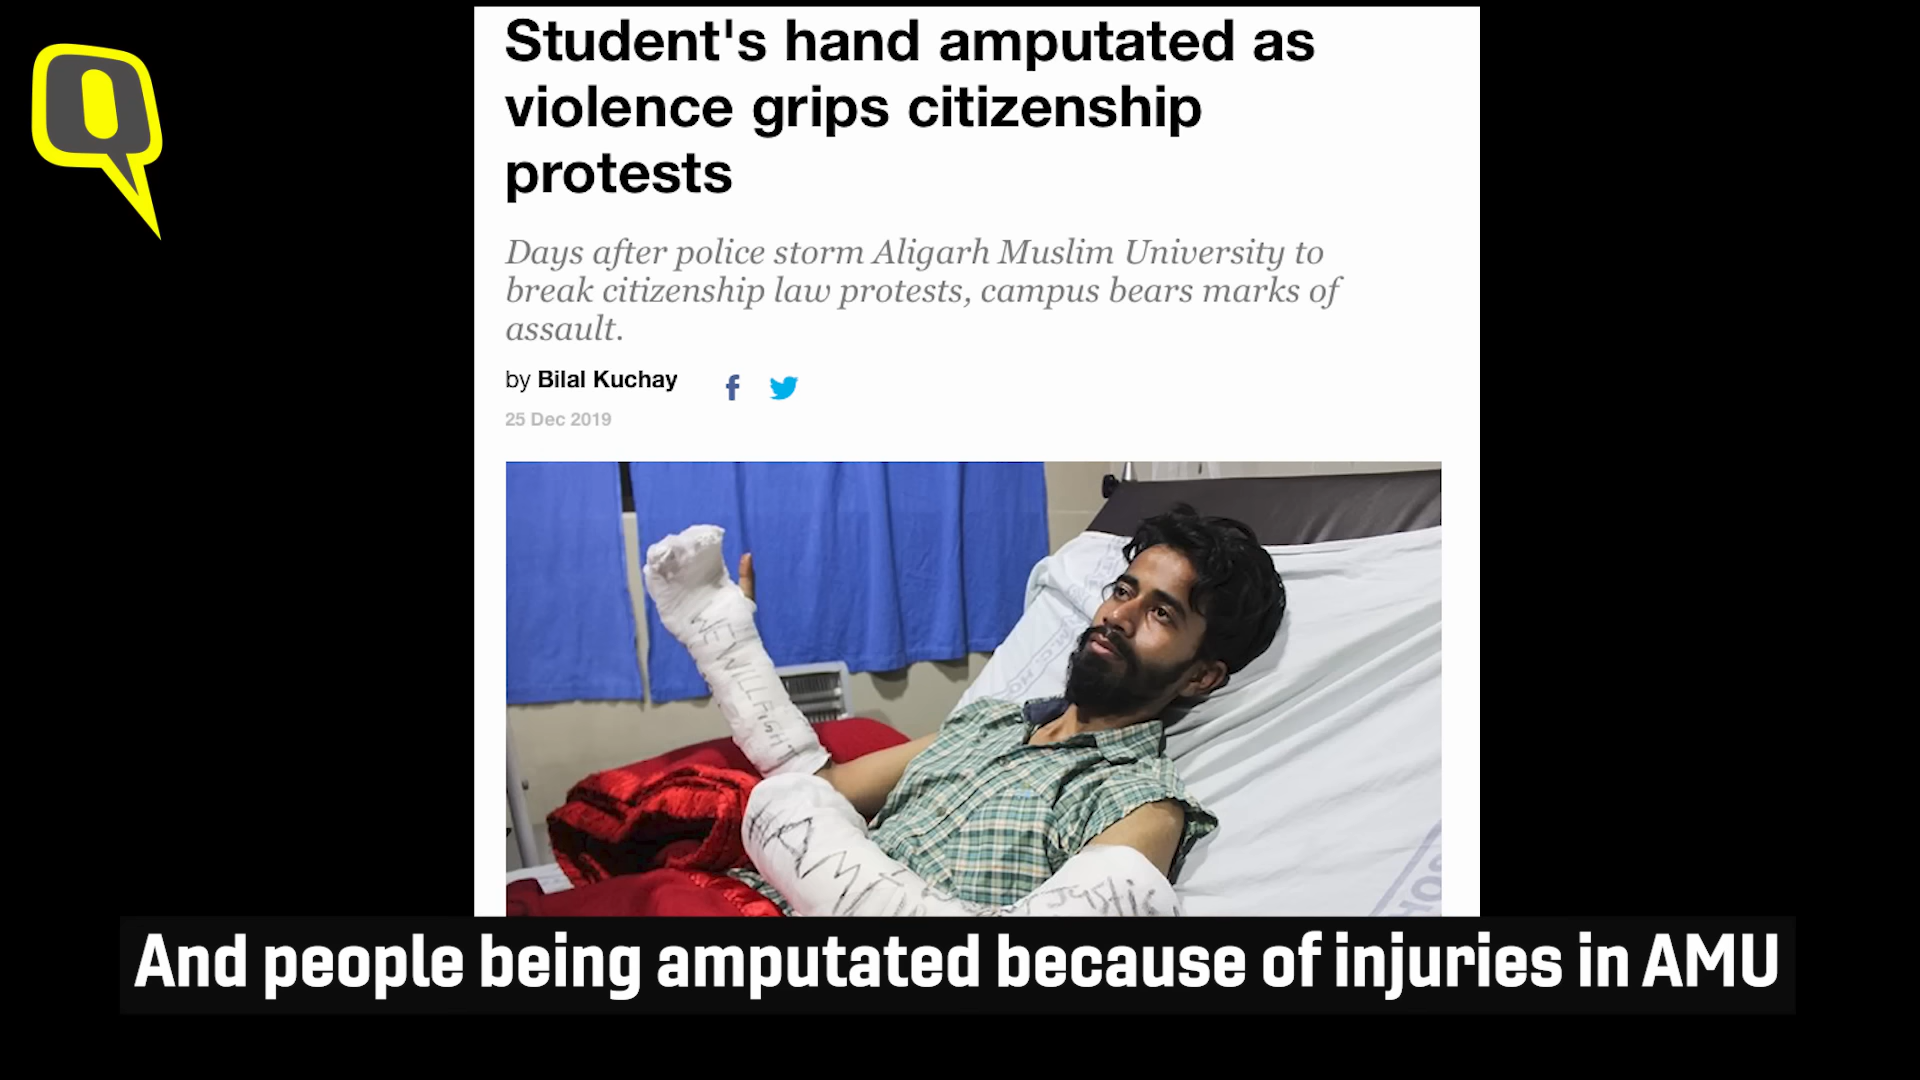 Student's hand amputated as
violence grips citizenship
protests
Days after police storm Aligarh Muslim University to
break citizenship law protests, campus bears marks of
assault.
by Bilal Kuchay
25 Dec 2019
WE WILL FIGHT
#AMU
Justic
And people being amputated because of injuries in AMU